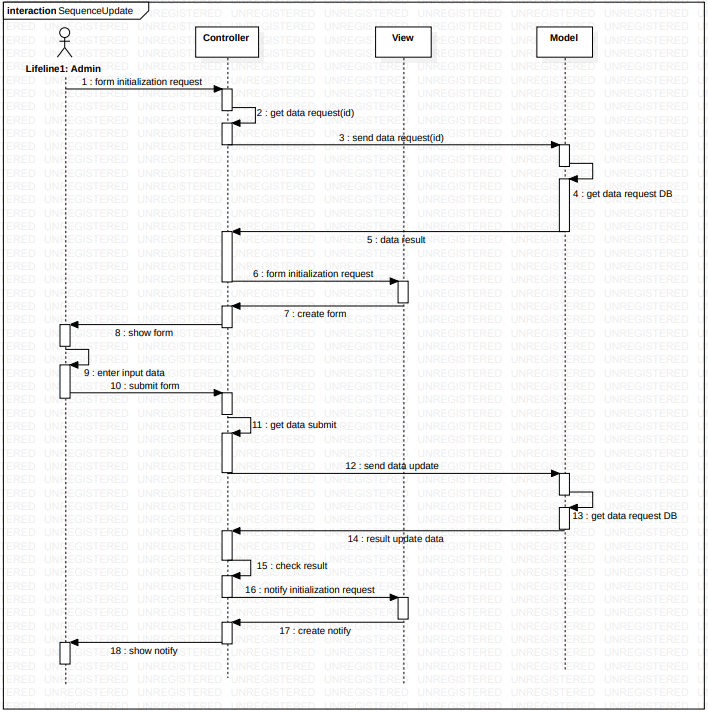 interaction SequenceUpdate
Controller
View
Model
Lifeline1: Admin
1 : form initialization request
2 : get data request(id)
3 : send data request(id)
4 : get data request DB
5 : data result
6 : form initialization request
7 : create form
8 : show form
9 : enter input data
10 : submit form
11 : get data submit
12 : send data update
13 : get data request DB
14 : result update data
15 : check result
16 : notify initialization request
17 : create notify
18 : show notify
UNREGISTERED